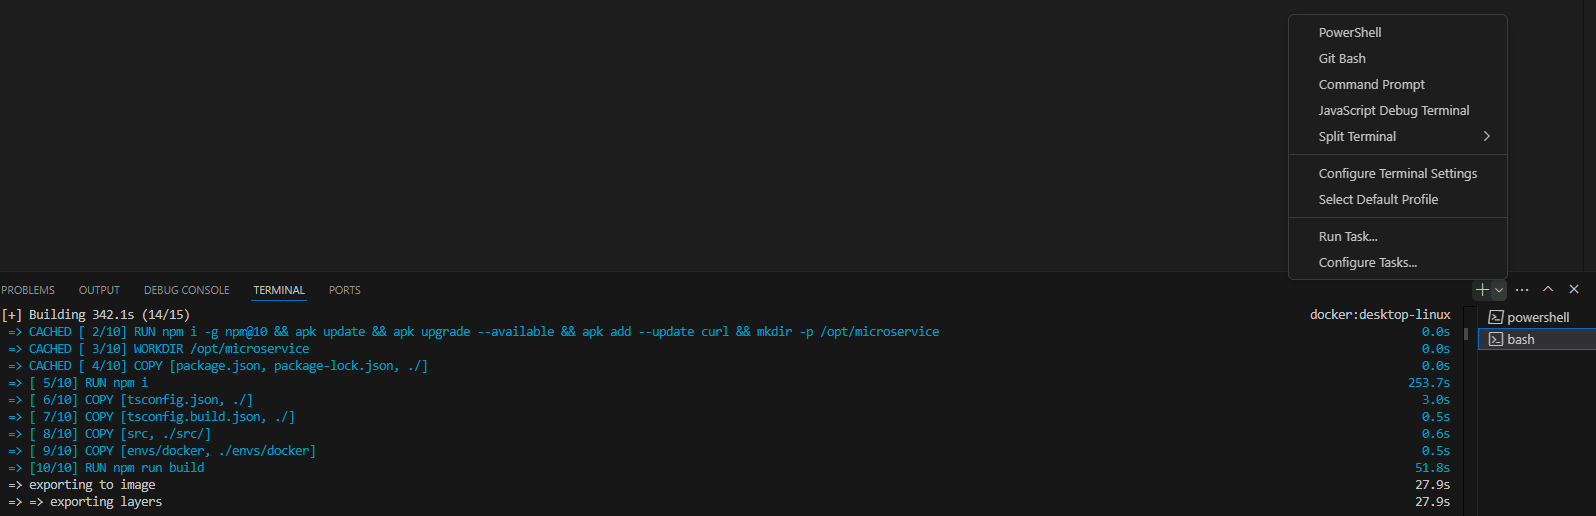 PowerShell
Git Bash
Command Prompt
JavaScript Debug Terminal
Split Terminal
Configure Terminal Settings
Select Default Profile
Run Task...
Configure Tasks...
PROBLEMS OUTPUT DEBUG CONSOLE TERMINAL PORTS
[+] Building 342.1s (14/15) docker:desktop-linux
=> CACHED [ 2/10] RUN npm i -g npm@10 && apk update && apk upgrade --available && apk add --update curl && mkdir -p /opt/microservice 0.0s
=> CACHED [ 3/10] WORKDIR /opt/microservice 0.0s
=> CACHED [ 4/10] COPY [package.json, package-lock.json, ./] 0.0s
=> [ 5/10] RUN npm i 253.7s
=> [ 6/10] COPY [tsconfig.json, ./] 3.0s
=> [ 7/10] COPY [tsconfig.build.json, ./] 0.5s
=> [ 8/10] COPY [src, ./src/] 0.6s
=> [ 9/10] COPY [envs/docker, ./envs/docker] 0.5s
=> [10/10] RUN npm run build 51.8s
=> exporting to image 27.9s
=> => exporting layers 27.9s
powershell
bash